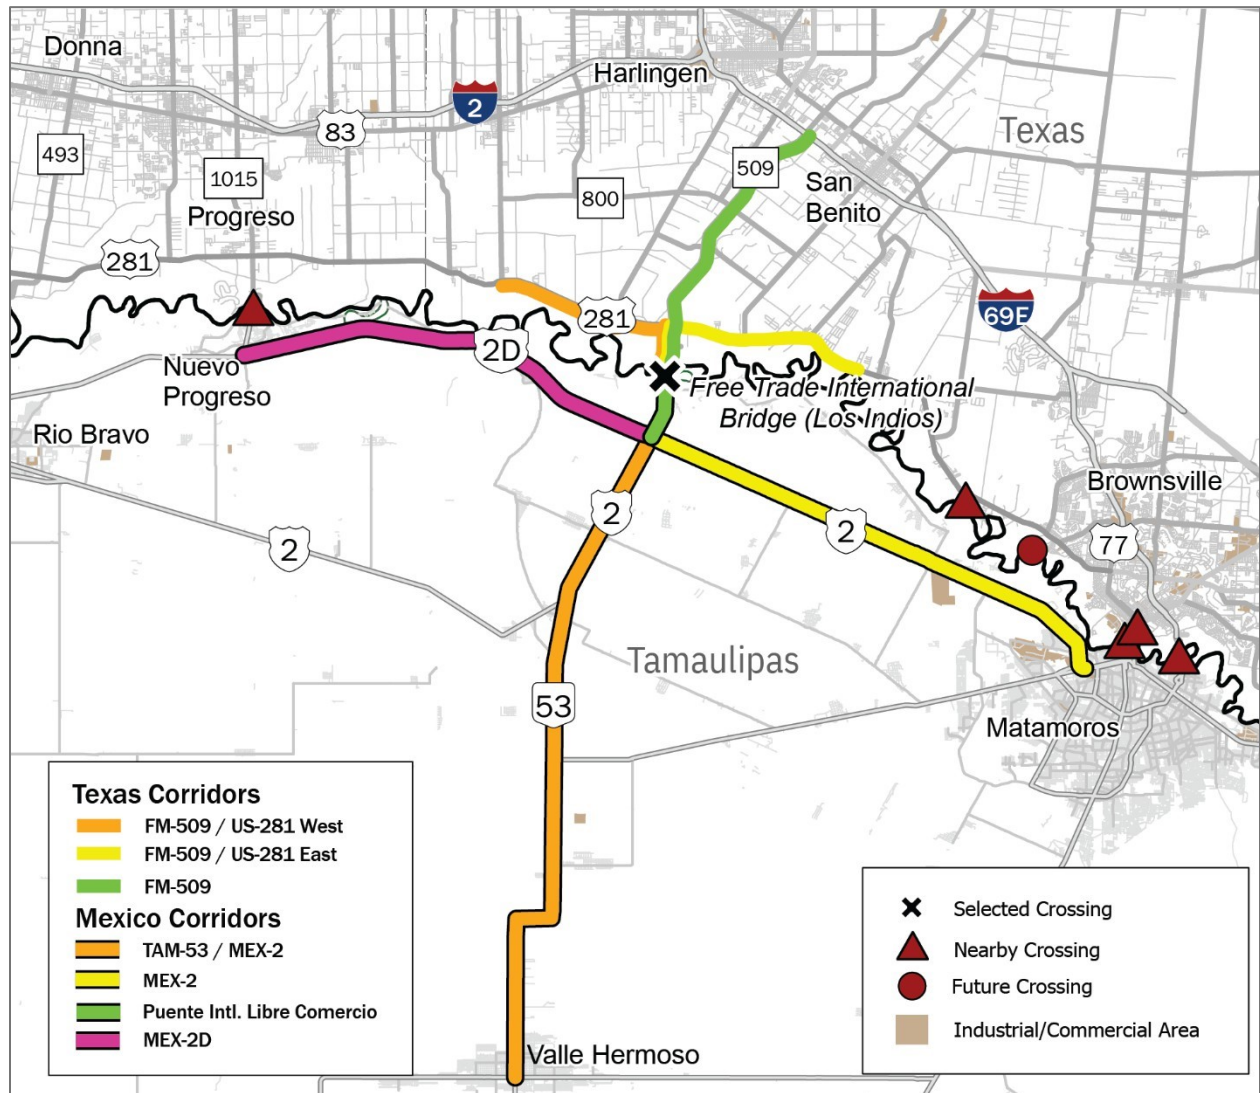 Donna
Harlingen
2
83
Texas
493
1015
509
Progreso
800
San
Benito
281
281
69E
2D
Nuevo
Progreso
Free Trade International
Bridge (Los Indios)
Rio Bravo
Brownsville
2
2
2
77
Tamaulipas
53
Matamoros
Valle Hermoso
Texas Corridors
FM-509 / US-281 West
FM-509 / US-281 East
FM-509
Mexico Corridors
TAM-53 / MEX-2
MEX-2
Puente Intl. Libre Comercio
MEX-2D
Selected Crossing
Nearby Crossing
Future Crossing
Industrial/Commercial Area